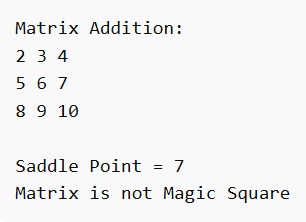 Matrix Addition:
2 3 4
5 6 7
8 9 10
Saddle Point = 7
Matrix is not Magic Square